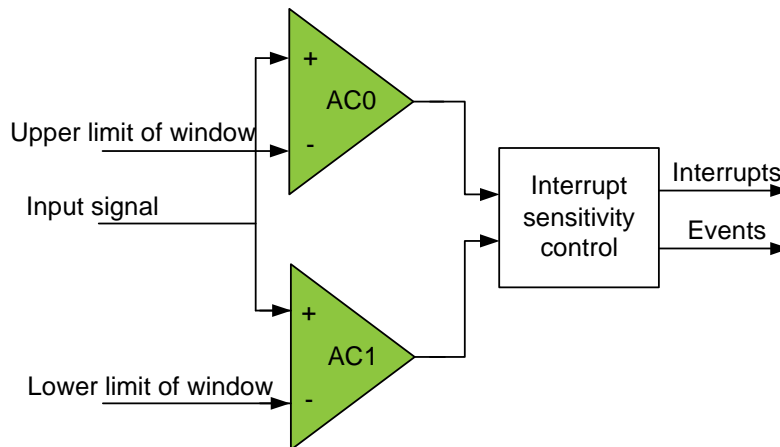 +
AC0
Upper limit of window
-
Input signal
Interrupt
sensitivity
control
Interrupts
Events
+
AC1
Lower limit of window
-